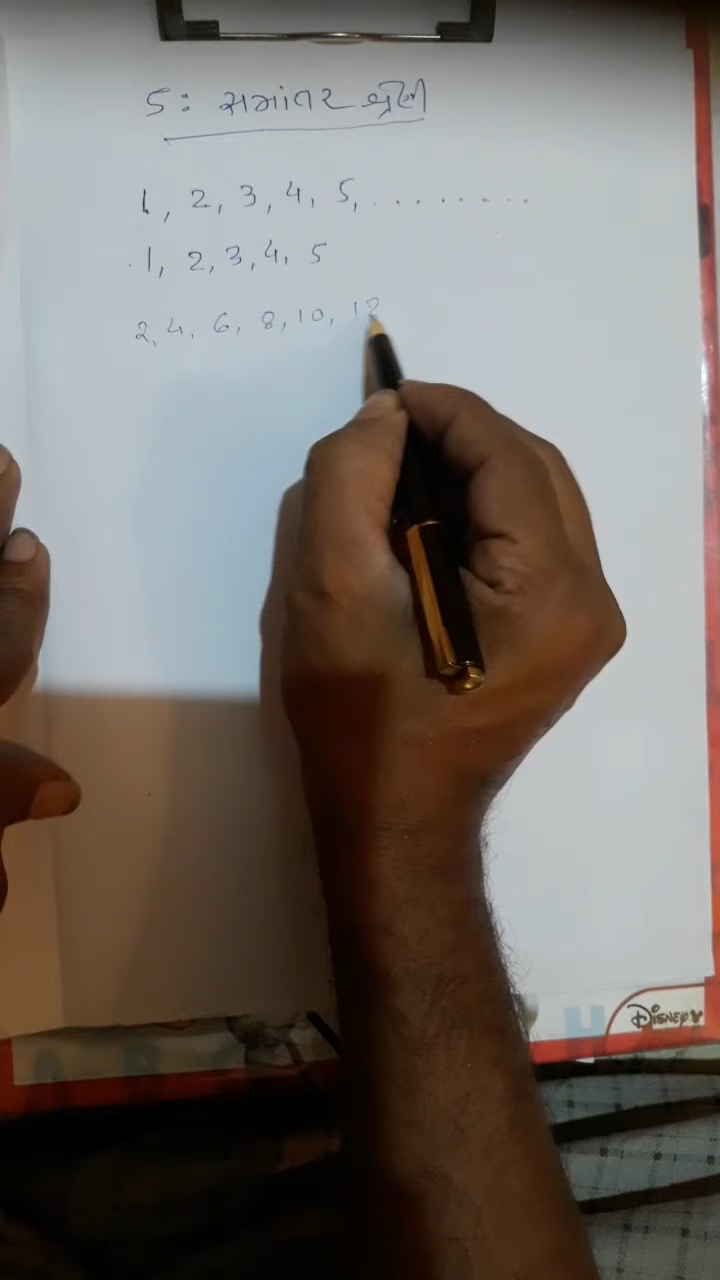 5: સમાંતર શ્રેણી
1, 2, 3, 4, 5, .........
1, 2, 3, 4, 5
2, 4, 6, 8, 10, 12
DISNEY